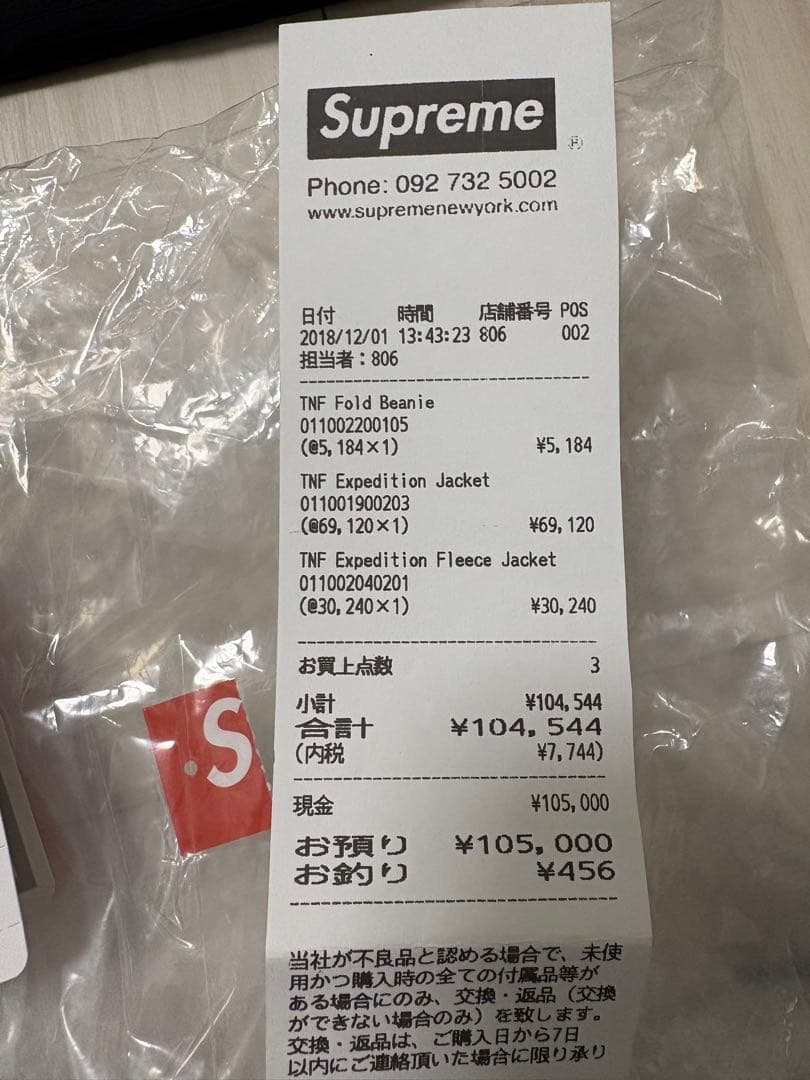 Supreme
®
Phone: 092 732 5002
www.supremenewyork.com
日付 時間 店舗番号 POS
2018/12/01 13:43:23 806 002
担当者：806
TNF Fold Beanie
011002200105
(@5,184×1) ¥5,184
TNF Expedition Jacket
011001900203
(@69,120×1) ¥69,120
TNF Expedition Fleece Jacket
011002040201
(@30,240×1) ¥30,240
お買上点数 3
小計 ¥104,544
合計 ¥104,544
(内税 ¥7,744)
現金 ¥105,000
お預り ¥105,000
お釣り ¥456
当社が不良品と認める場合で、未使
用かつ購入時の全ての付属品等が
ある場合にのみ、交換・返品（交換
ができない場合のみ）を致します。
交換・返品は、ご購入日から7日
以内にご連絡頂いた場合に限り承り
S